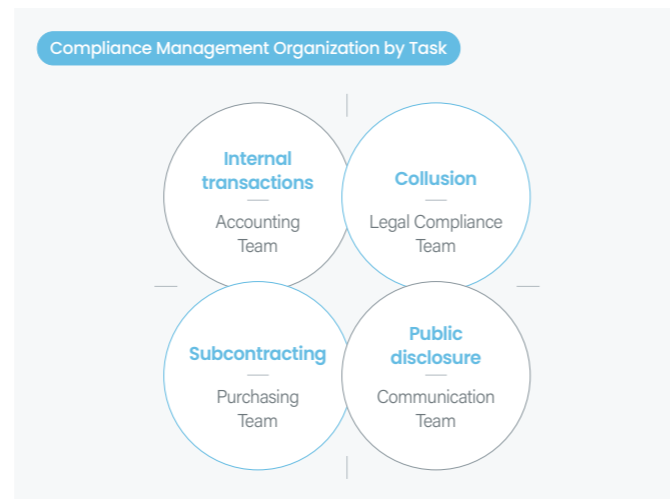 Compliance Management Organization by Task
Internal
transactions
Accounting
Team
Collusion
Legal Compliance
Team
Subcontracting
Purchasing
Team
Public
disclosure
Communication
Team